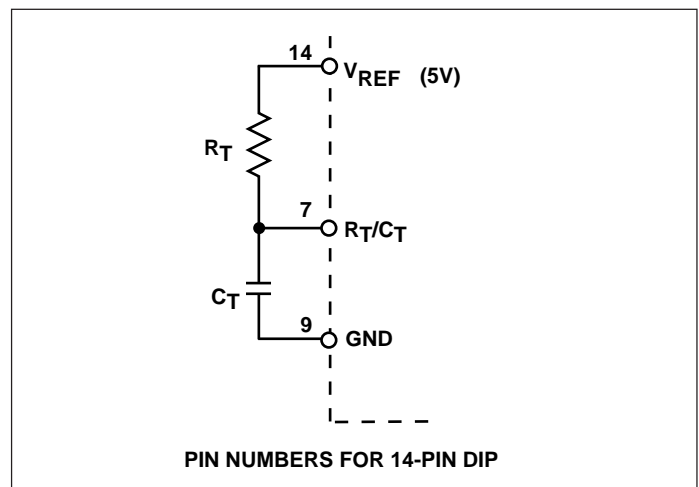 14
VREF (5V)
RT
7
RT/CT
CT
9
GND
PIN NUMBERS FOR 14-PIN DIP